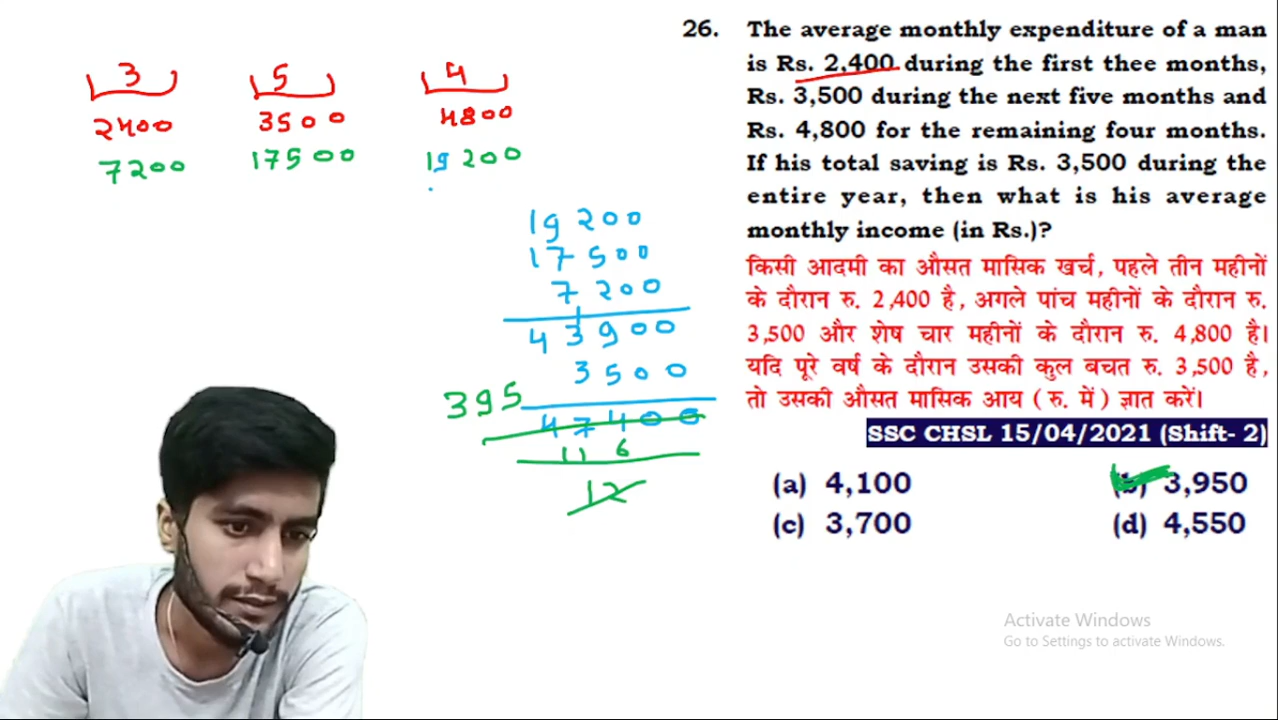 3 5 4
2400 3500 4800
7200 17500 19200
19200
17500
7200
43900
3500
395
47400
11 6
12
26. The average monthly expenditure of a man
is Rs. 2,400 during the first thee months,
Rs. 3,500 during the next five months and
Rs. 4,800 for the remaining four months.
If his total saving is Rs. 3,500 during the
entire year, then what is his average
monthly income (in Rs.)?
किसी आदमी का औसत मासिक खर्च, पहले तीन महीनों
के दौरान रु. 2,400 है, अगले पांच महीनों के दौरान रु.
3,500 और शेष चार महीनों के दौरान रु. 4,800 है।
यदि पूरे वर्ष के दौरान उसकी कुल बचत रु. 3,500 है,
तो उसकी औसत मासिक आय (रु. में) ज्ञात करें।
SSC CHSL 15/04/2021 (Shift- 2)
(a) 4,100 (b) 3,950
(c) 3,700 (d) 4,550
Activate Windows
Go to Settings to activate Windows.